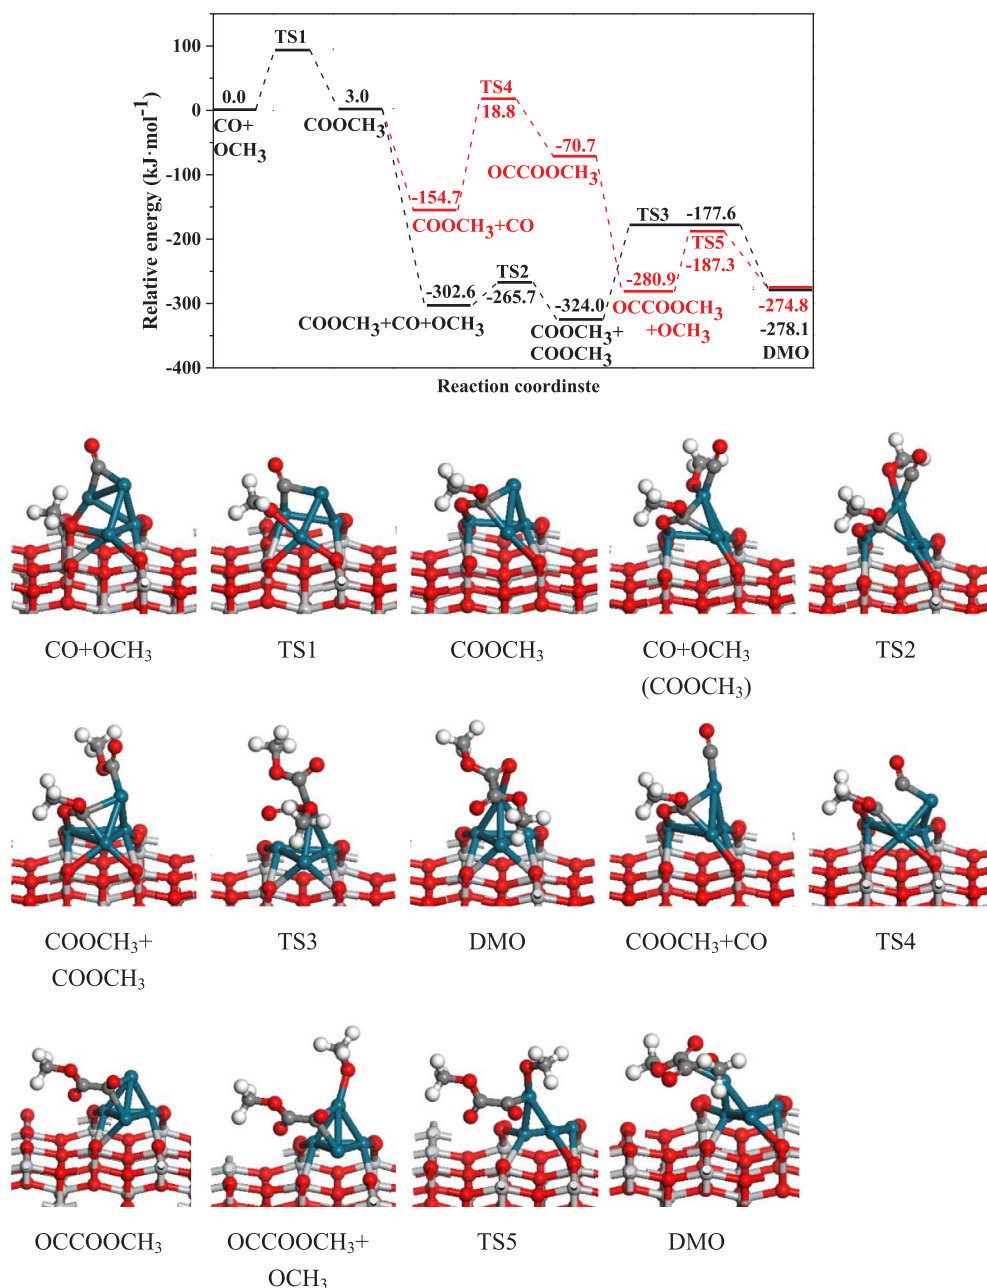 Relative energy (kJ·mol⁻¹)
100
0
-100
-200
-300
-400
TS1
0.0
CO+
OCH₃
3.0
COOCH₃
TS4
18.8
-70.7
OCCOOCH₃
-154.7
COOCH₃+CO
TS3
-177.6
TS5
-187.3
TS2
-265.7
-302.6
COOCH₃+CO+OCH₃
-324.0
COOCH₃+
COOCH₃
-280.9
OCCOOCH₃
+OCH₃
-274.8
-278.1
DMO
Reaction coordinste
CO+OCH₃
TS1
COOCH₃
CO+OCH₃
(COOCH₃)
TS2
COOCH₃+
COOCH₃
TS3
DMO
COOCH₃+CO
TS4
OCCOOCH₃
OCCOOCH₃+
OCH₃
TS5
DMO